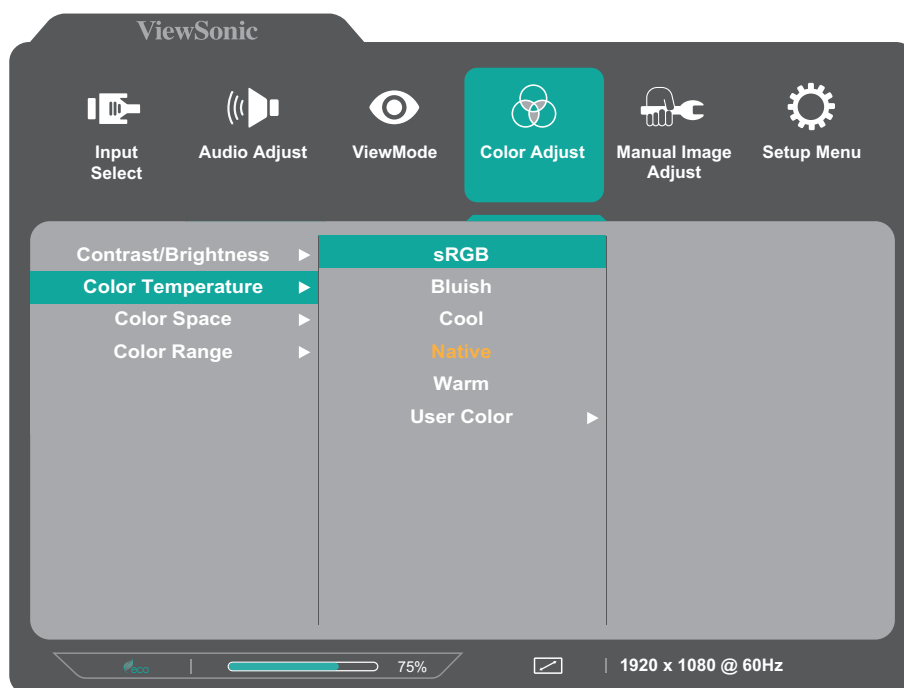 ViewSonic
Input
Select
Audio Adjust
ViewMode
Color Adjust
Manual Image
Adjust
Setup Menu
Contrast/Brightness
Color Temperature
Color Space
Color Range
sRGB
Bluish
Cool
Native
Warm
User Color
eco
75%
1920 x 1080 @ 60Hz